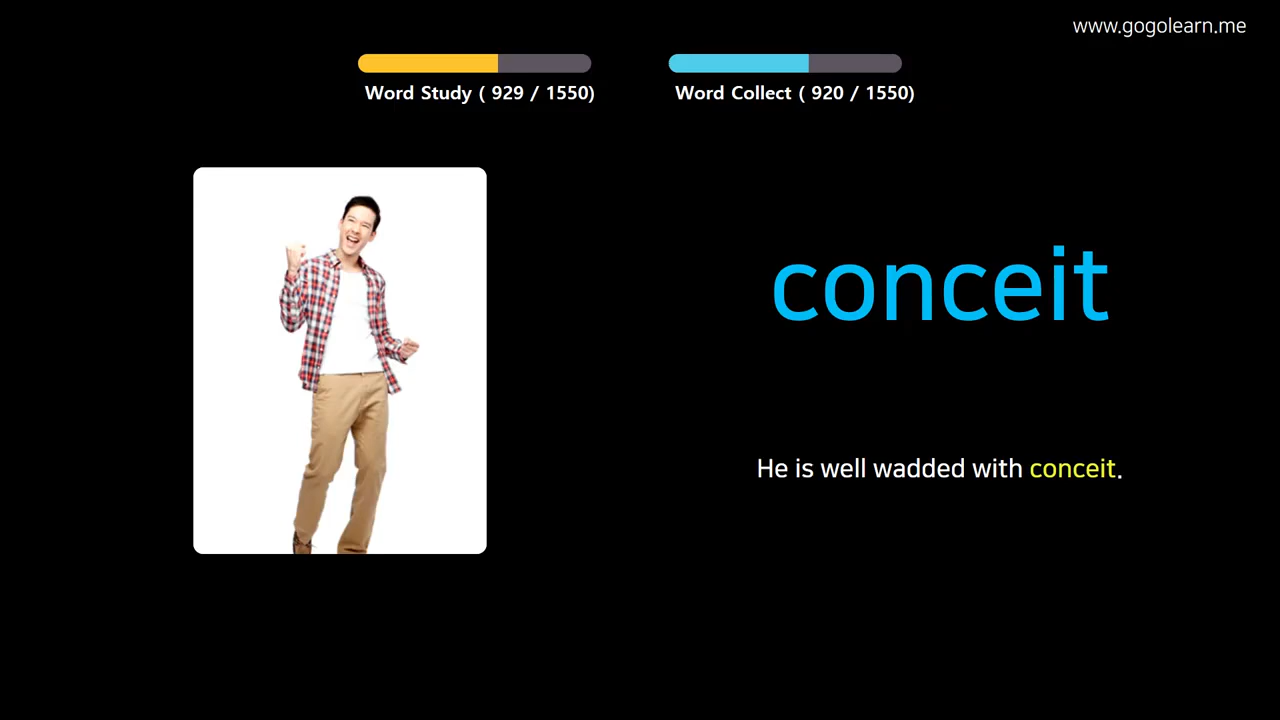 www.gogolearn.me
Word Study ( 929 / 1550)
Word Collect ( 920 / 1550)
conceit
He is well wadded with conceit.